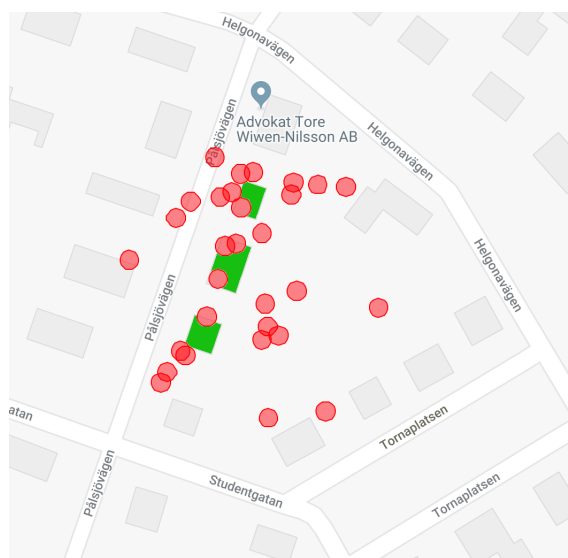 Helgonavägen
Pålsjövägen
Advokat Tore
Wiwen-Nilsson AB
Helgonavägen
Helgonavägen
Pålsjövägen
gatan
Tornaplatsen
Studentgatan
Pålsjövägen
Tornaplatsen